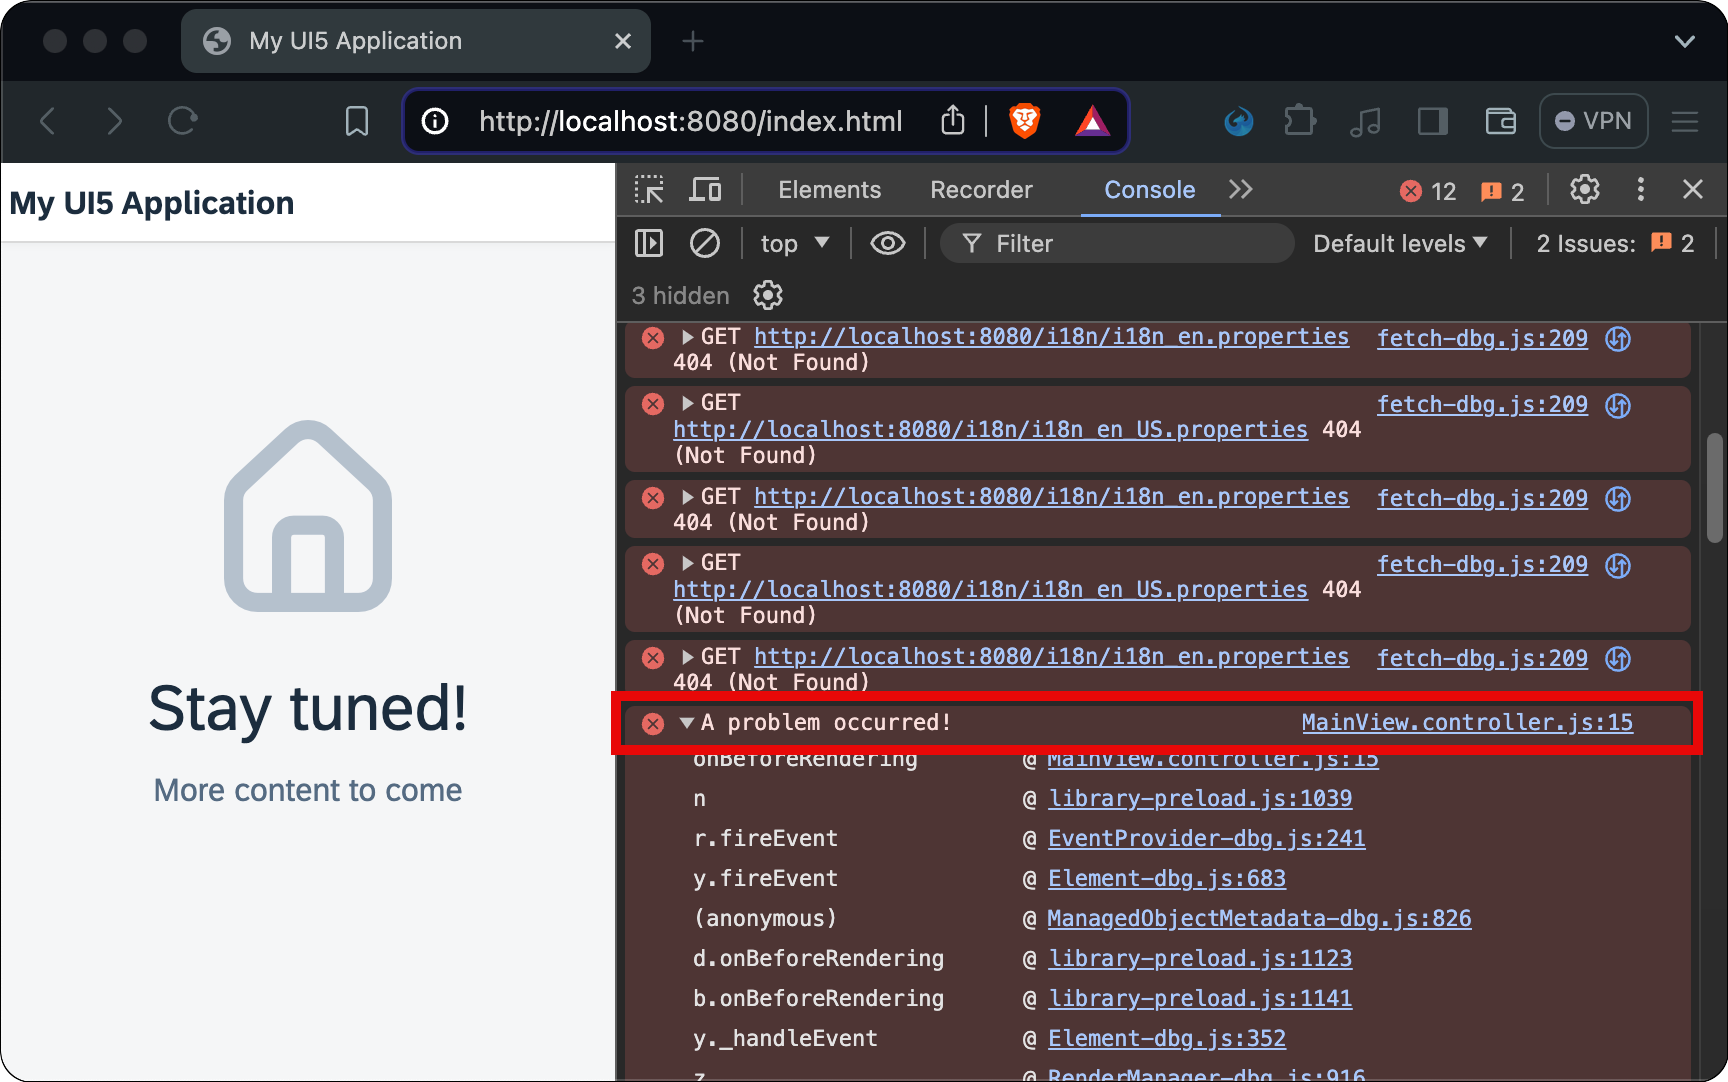 My UI5 Application
http://localhost:8080/index.html
VPN
My UI5 Application
Stay tuned!
More content to come
Elements Recorder Console 12 2
top Filter Default levels 2 Issues: 2
3 hidden
GET http://localhost:8080/i18n/i18n_en.properties fetch-dbg.js:209
404 (Not Found)
GET fetch-dbg.js:209
http://localhost:8080/i18n/i18n_en_US.properties 404
(Not Found)
GET http://localhost:8080/i18n/i18n_en.properties fetch-dbg.js:209
404 (Not Found)
GET fetch-dbg.js:209
http://localhost:8080/i18n/i18n_en_US.properties 404
(Not Found)
GET http://localhost:8080/i18n/i18n_en.properties fetch-dbg.js:209
404 (Not Found)
A problem occurred! MainView.controller.js:15
onBeforeRendering @ MainView.controller.js:15
n @ library-preload.js:1039
r.fireEvent @ EventProvider-dbg.js:241
y.fireEvent @ Element-dbg.js:683
(anonymous) @ ManagedObjectMetadata-dbg.js:826
d.onBeforeRendering @ library-preload.js:1123
b.onBeforeRendering @ library-preload.js:1141
y._handleEvent @ Element-dbg.js:352
z @ RenderManager-dbg.js:916